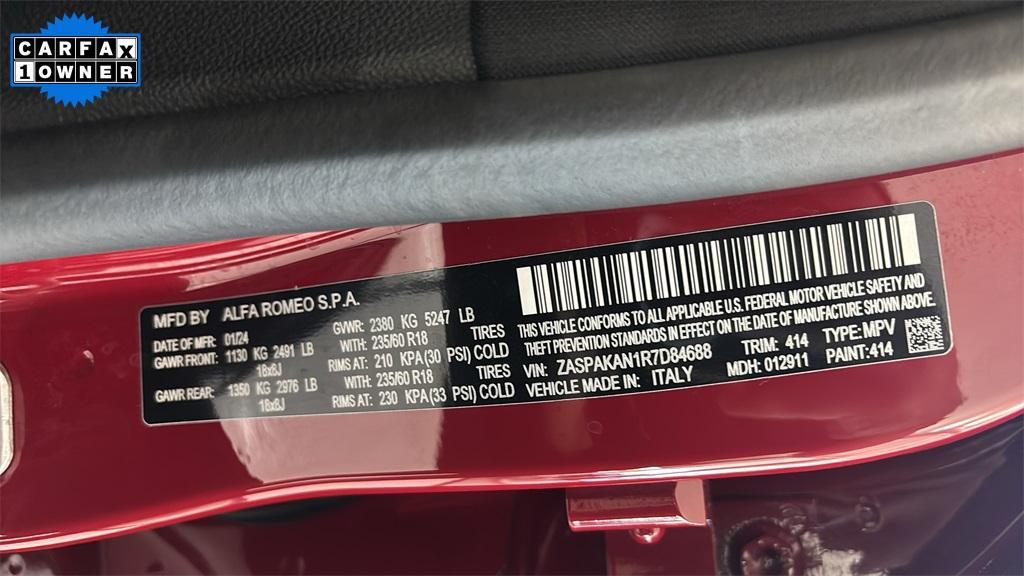 CARFAX
1 OWNER
MFD BY ALFA ROMEO S.P.A.
DATE OF MFR: 01/24 GVWR: 2380 KG 5247 LB
GAWR FRONT: 1130 KG 2491 LB WITH: 235/60 R18 TIRES
18x8J RIMS AT: 210 KPA(30 PSI) COLD
GAWR REAR: 1350 KG 2976 LB WITH: 235/60 R18 TIRES
18x8J RIMS AT: 230 KPA(33 PSI) COLD
THIS VEHICLE CONFORMS TO ALL APPLICABLE U.S. FEDERAL MOTOR VEHICLE SAFETY AND
THEFT PREVENTION STANDARDS IN EFFECT ON THE DATE OF MANUFACTURE SHOWN ABOVE.
VIN: ZASPAKAN1R7D84688 TRIM: 414 TYPE: MPV
VEHICLE MADE IN: ITALY MDH: 012911 PAINT: 414